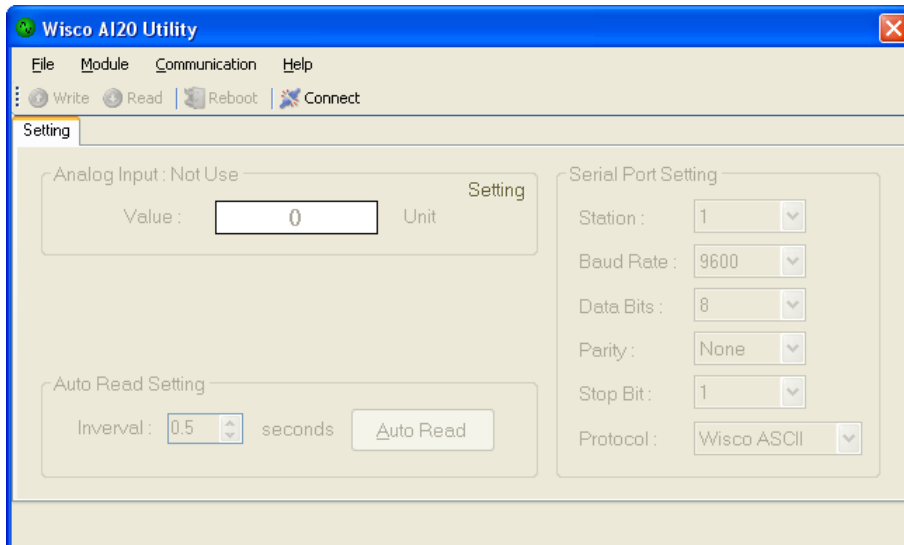 Wisco AI20 Utility
File Module Communication Help
Write Read Reboot Connect
Setting
Analog Input : Not Use
Setting
Value : 0 Unit
Auto Read Setting
Inverval : 0.5 seconds Auto Read
Serial Port Setting
Station : 1
Baud Rate : 9600
Data Bits : 8
Parity : None
Stop Bit : 1
Protocol : Wisco ASCII